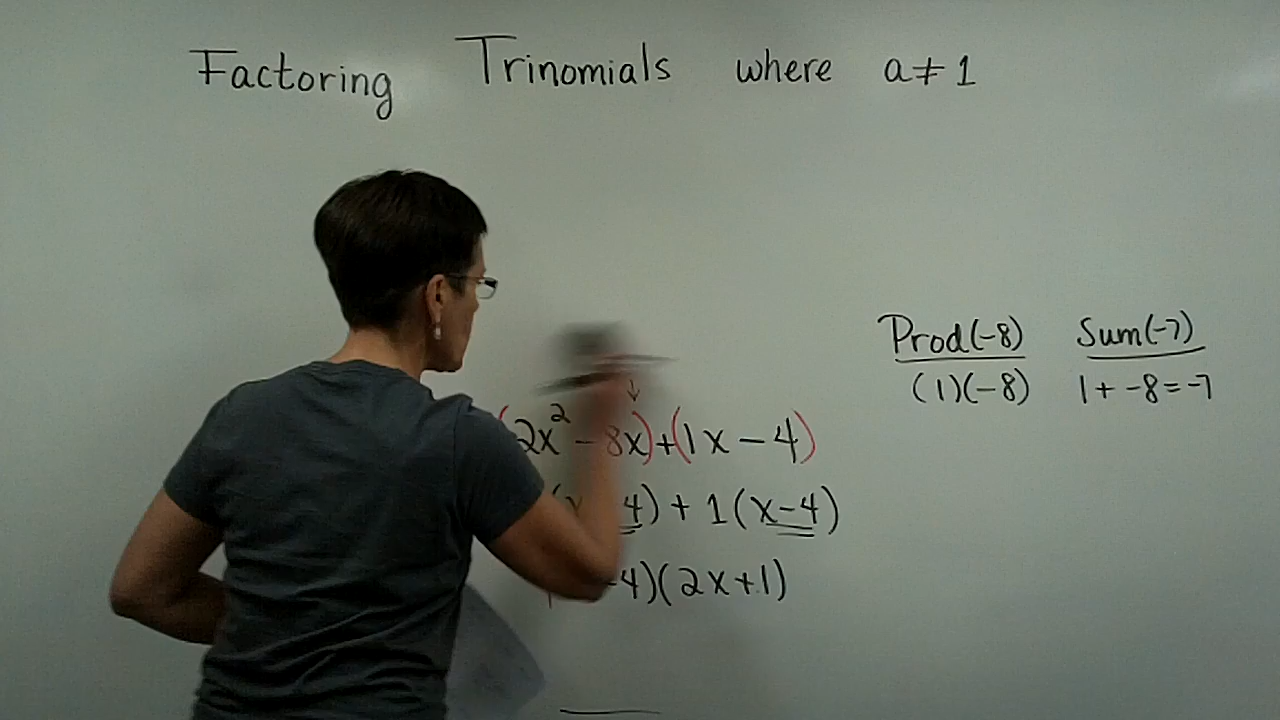 Factoring Trinomials where a≠1
Prod(-8) Sum(-7)
(1)(-8) 1+ -8=-7
(2x²-8x)+(1x-4)
4)+1(x-4)
-4)(2x+1)